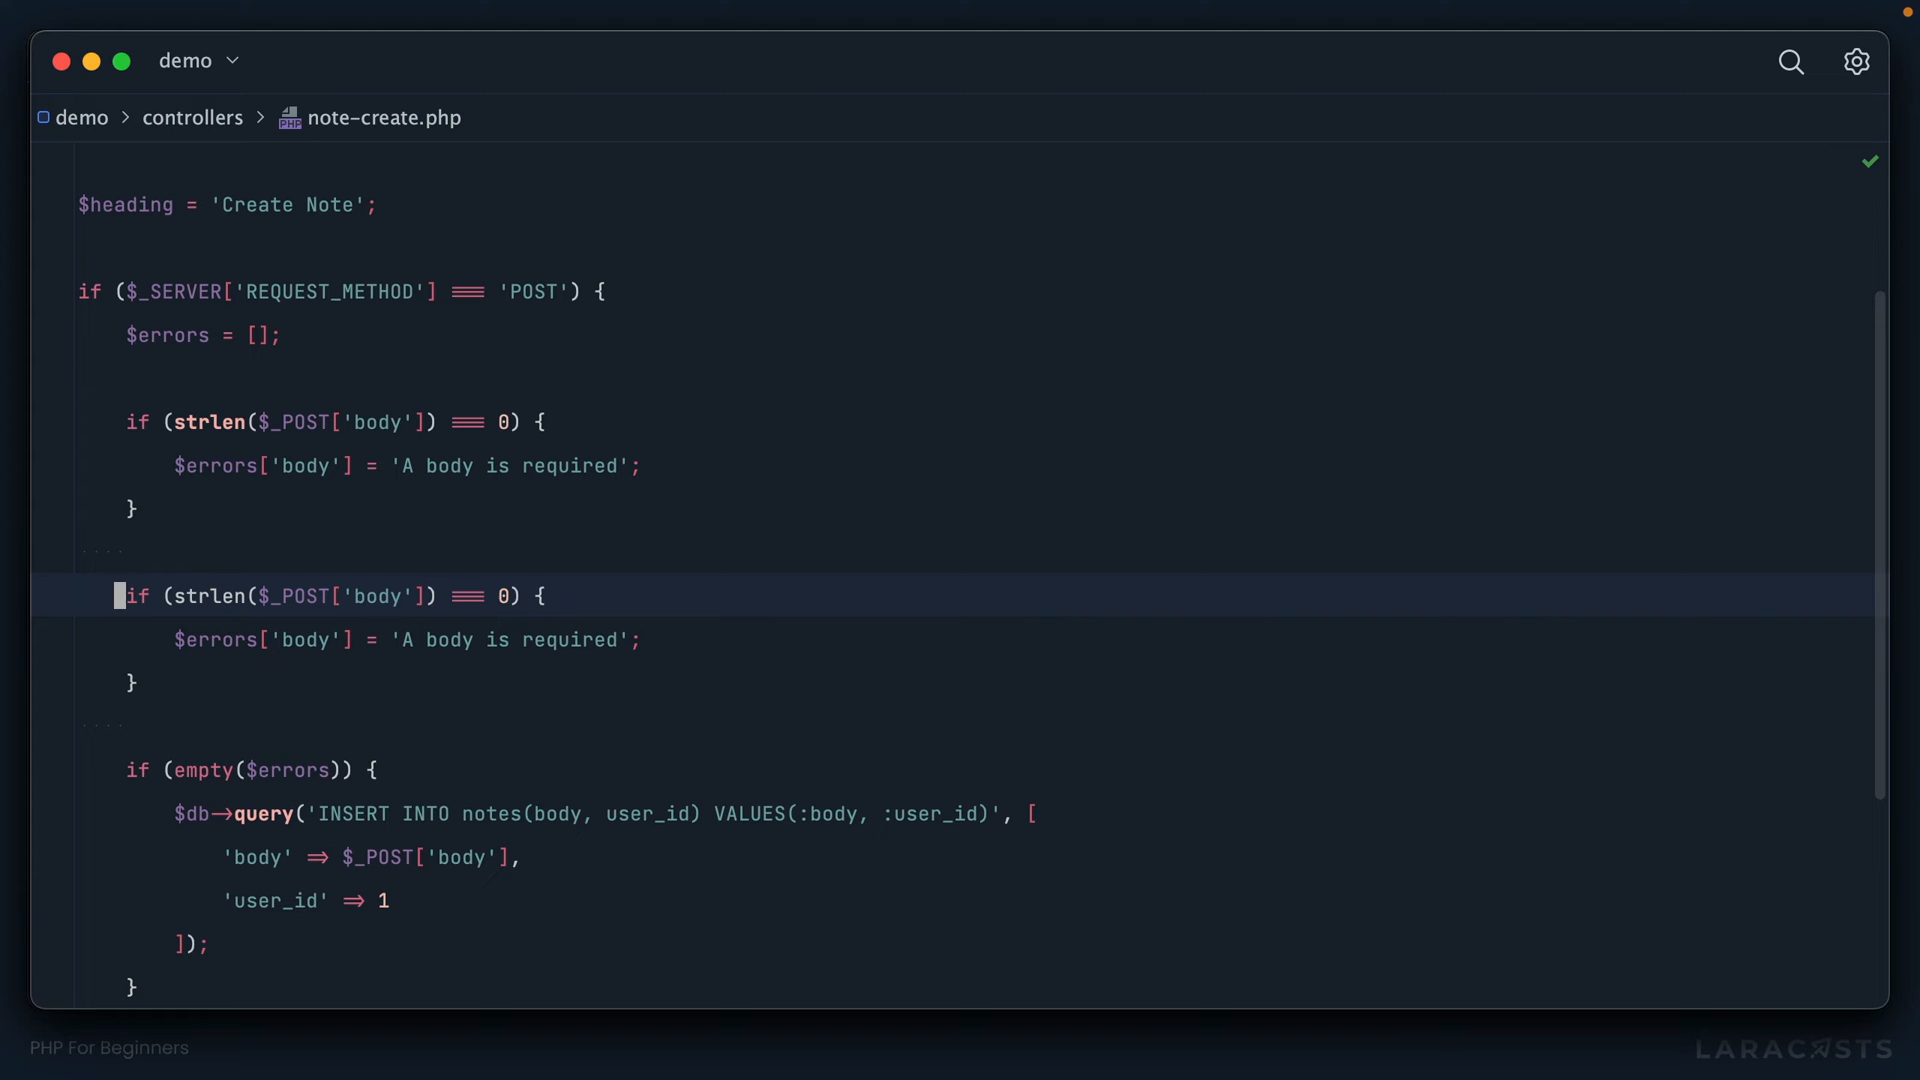 demo
demo > controllers > PHP note-create.php
$heading = 'Create Note';
if ($_SERVER['REQUEST_METHOD'] === 'POST') {
    $errors = [];
    if (strlen($_POST['body']) === 0) {
        $errors['body'] = 'A body is required';
    }
    if (strlen($_POST['body']) === 0) {
        $errors['body'] = 'A body is required';
    }
    if (empty($errors)) {
        $db->query('INSERT INTO notes(body, user_id) VALUES(:body, :user_id)', [
            'body' => $_POST['body'],
            'user_id' => 1
        ]);
    }
PHP For Beginners
LARACASTS